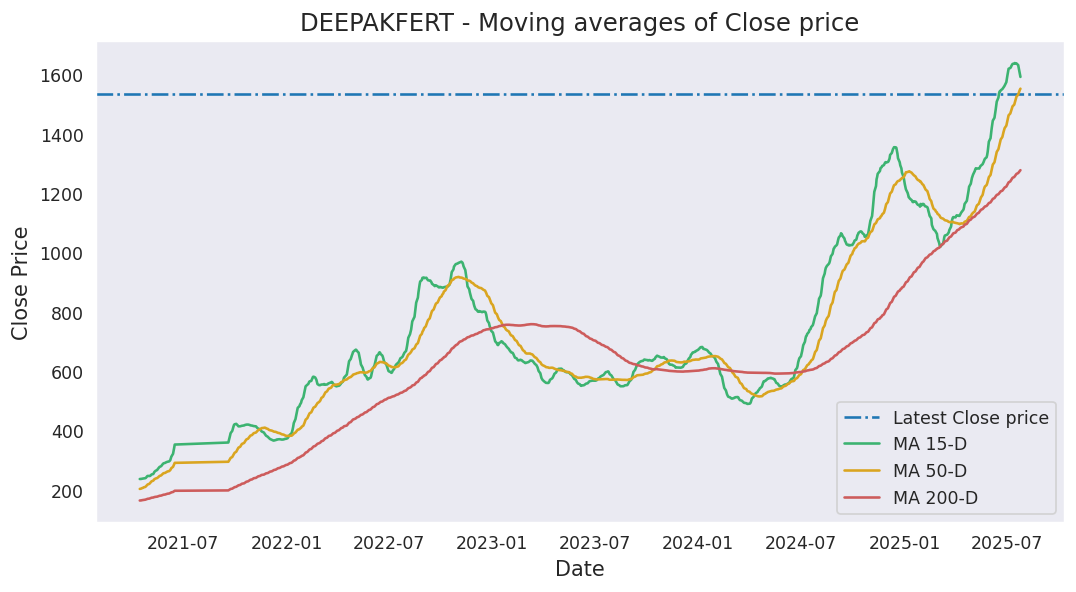 DEEPAKFERT - Moving averages of Close price
1600
1400
1200
1000
800
600
400
200
Close Price
2021-07 2022-01 2022-07 2023-01 2023-07 2024-01 2024-07 2025-01 2025-07
Date
Latest Close price
MA 15-D
MA 50-D
MA 200-D